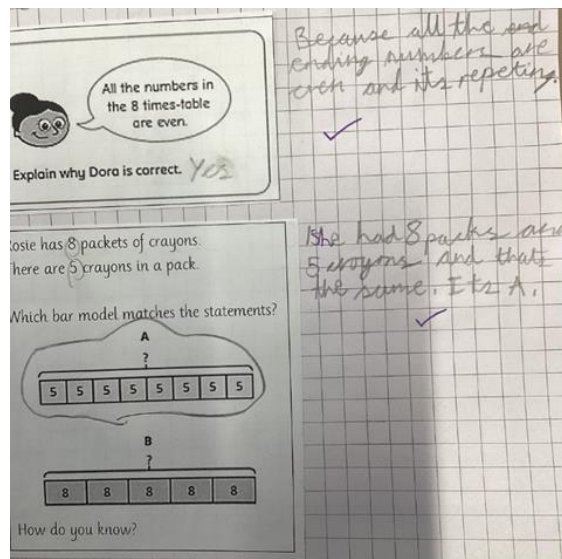 All the numbers in
the 8 times-table
are even.
Explain why Dora is correct. Yes
Because all the end
ending numbers are
even and its repeting.
osie has 8 packets of crayons.
here are 5 crayons in a pack.
Which bar model matches the statements?
A
?
5 5 5 5 5 5 5 5
B
?
8 8 8 8 8
How do you know?
She had 8 packs an
5 crayons and thats
the same. Its A.